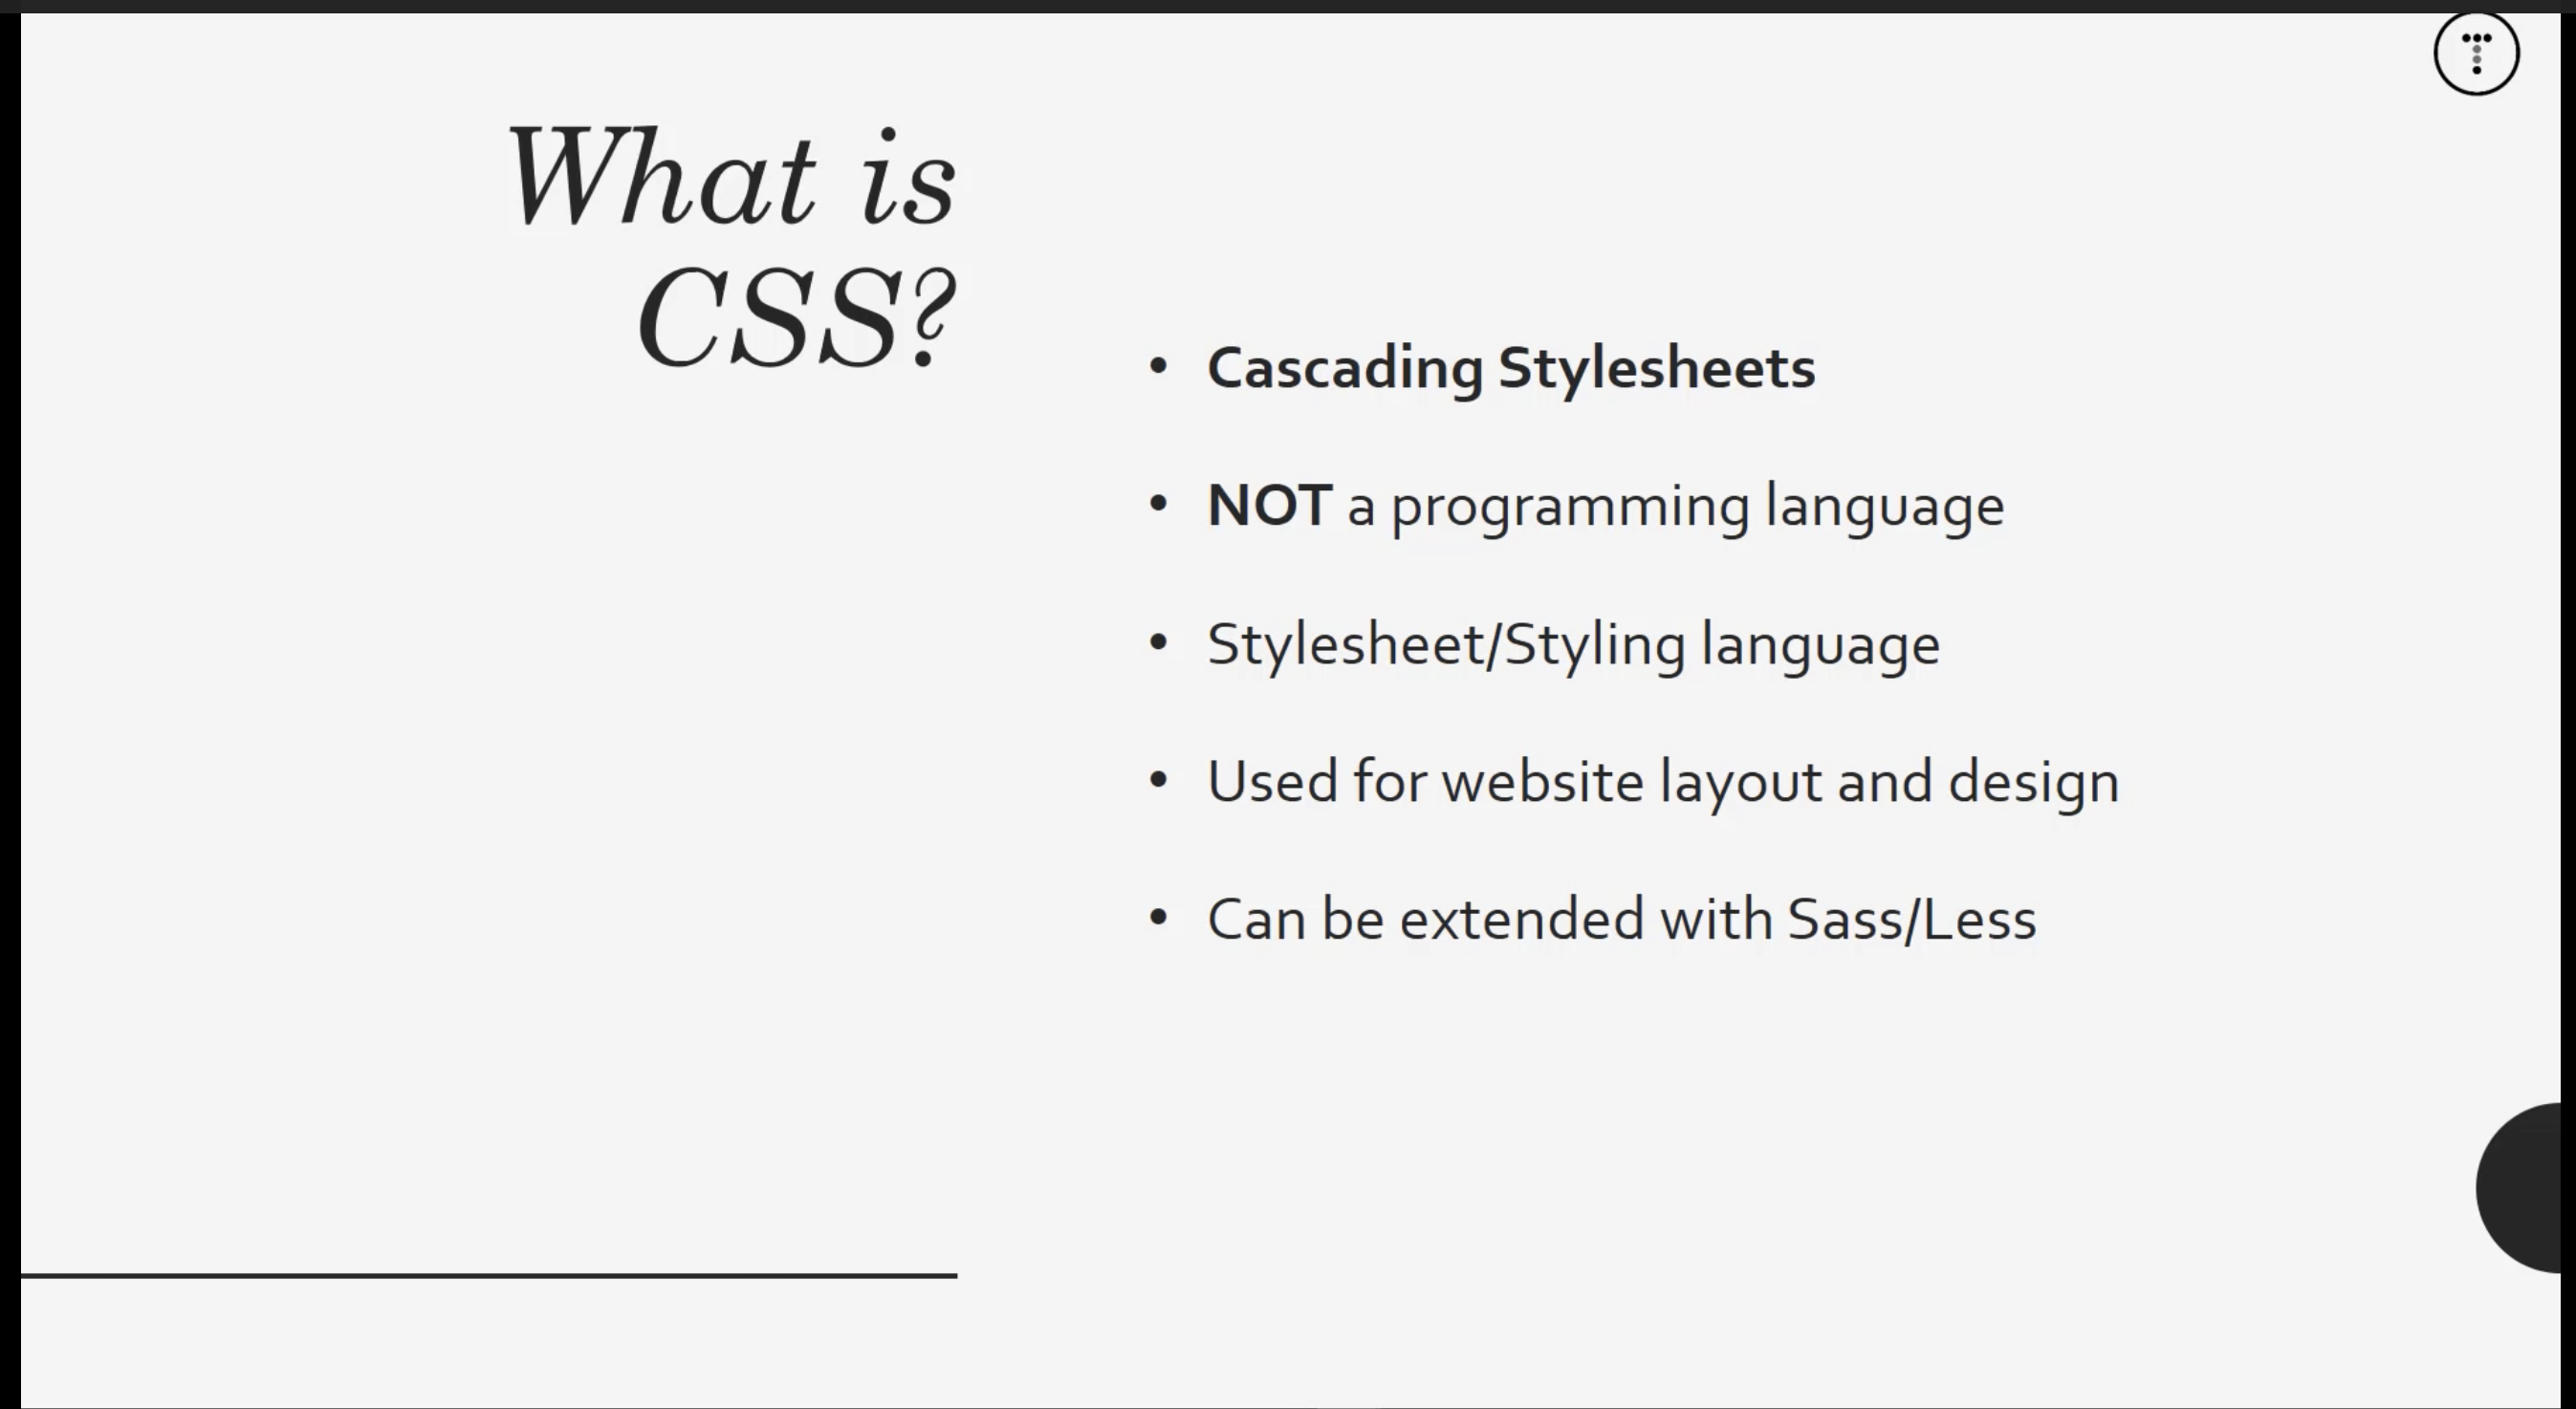 What is
CSS?
• Cascading Stylesheets
• NOT a programming language
• Stylesheet/Styling language
• Used for website layout and design
• Can be extended with Sass/Less